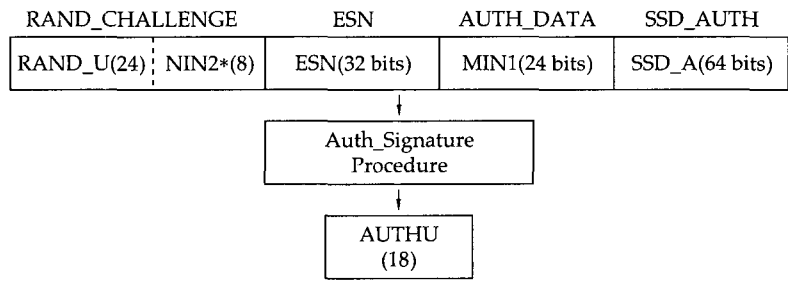 RAND_CHALLENGE ESN AUTH_DATA SSD_AUTH
RAND_U(24) NIN2*(8) ESN(32 bits) MIN1(24 bits) SSD_A(64 bits)
Auth_Signature
Procedure
AUTHU
(18)